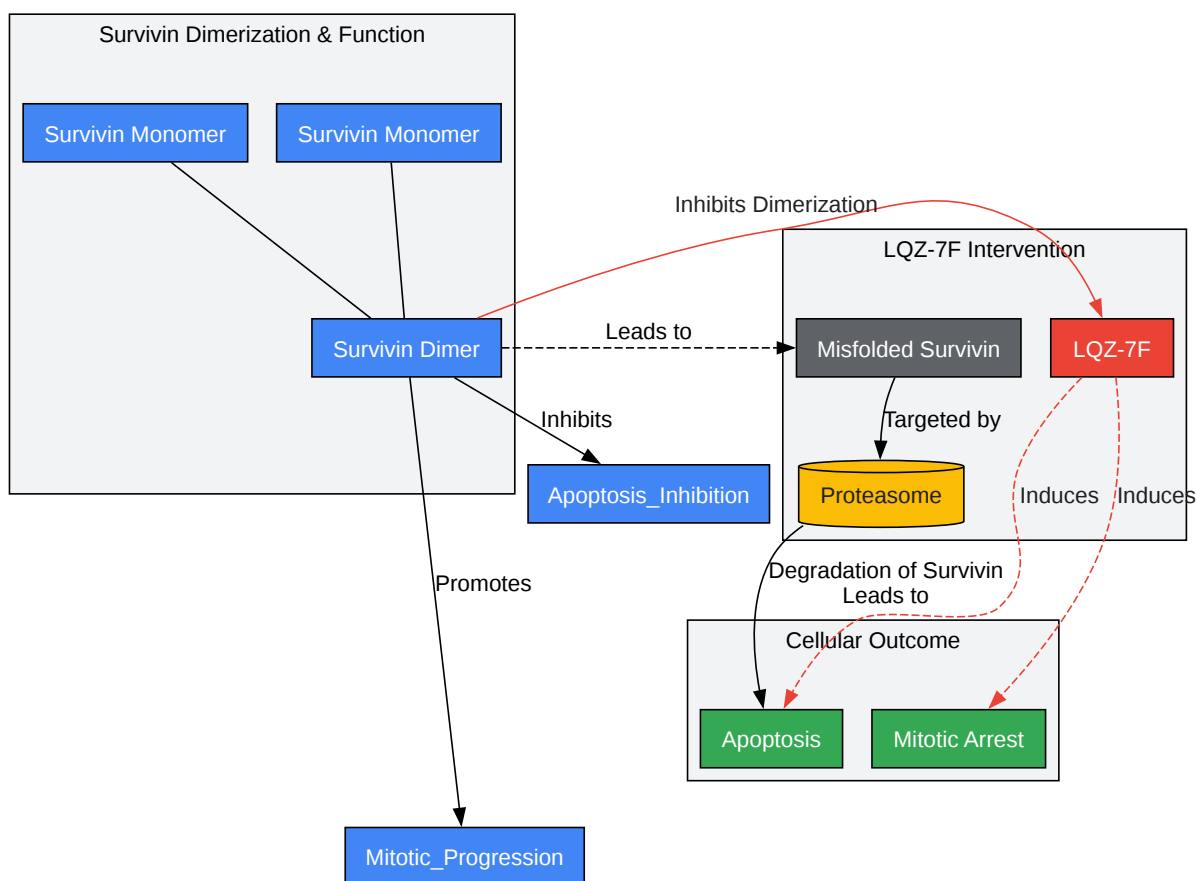 Survivin Dimerization & Function
Survivin Monomer
Survivin Monomer
Inhibits Dimerization
LQZ-7F Intervention
Survivin Dimer
Leads to
Misfolded Survivin
LQZ-7F
Inhibits
Targeted by
Apoptosis_Inhibition
Proteasome
Induces
Induces
Promotes
Degradation of Survivin
Leads to
Cellular Outcome
Apoptosis
Mitotic Arrest
Mitotic_Progression